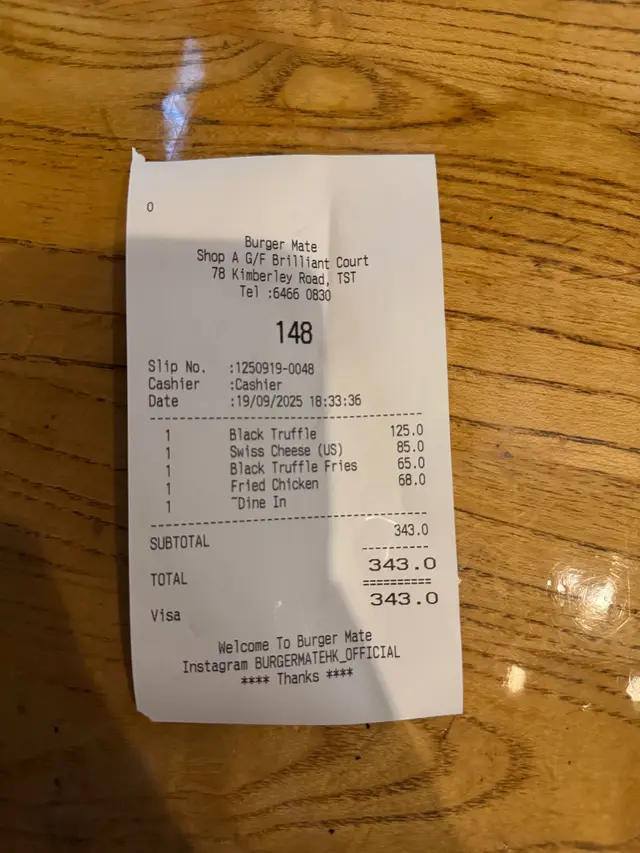 0
Burger Mate
Shop A G/F Brilliant Court
78 Kimberley Road, TST
Tel :6466 0830
148
Slip No. :1250919-0048
Cashier :Cashier
Date :19/09/2025 18:33:36
1 Black Truffle 125.0
1 Swiss Cheese (US) 85.0
1 Black Truffle Fries 65.0
1 Fried Chicken 68.0
1 ~Dine In
SUBTOTAL 343.0
TOTAL 343.0
Visa 343.0
Welcome To Burger Mate
Instagram BURGERMATEHK_OFFICIAL
**** Thanks ****